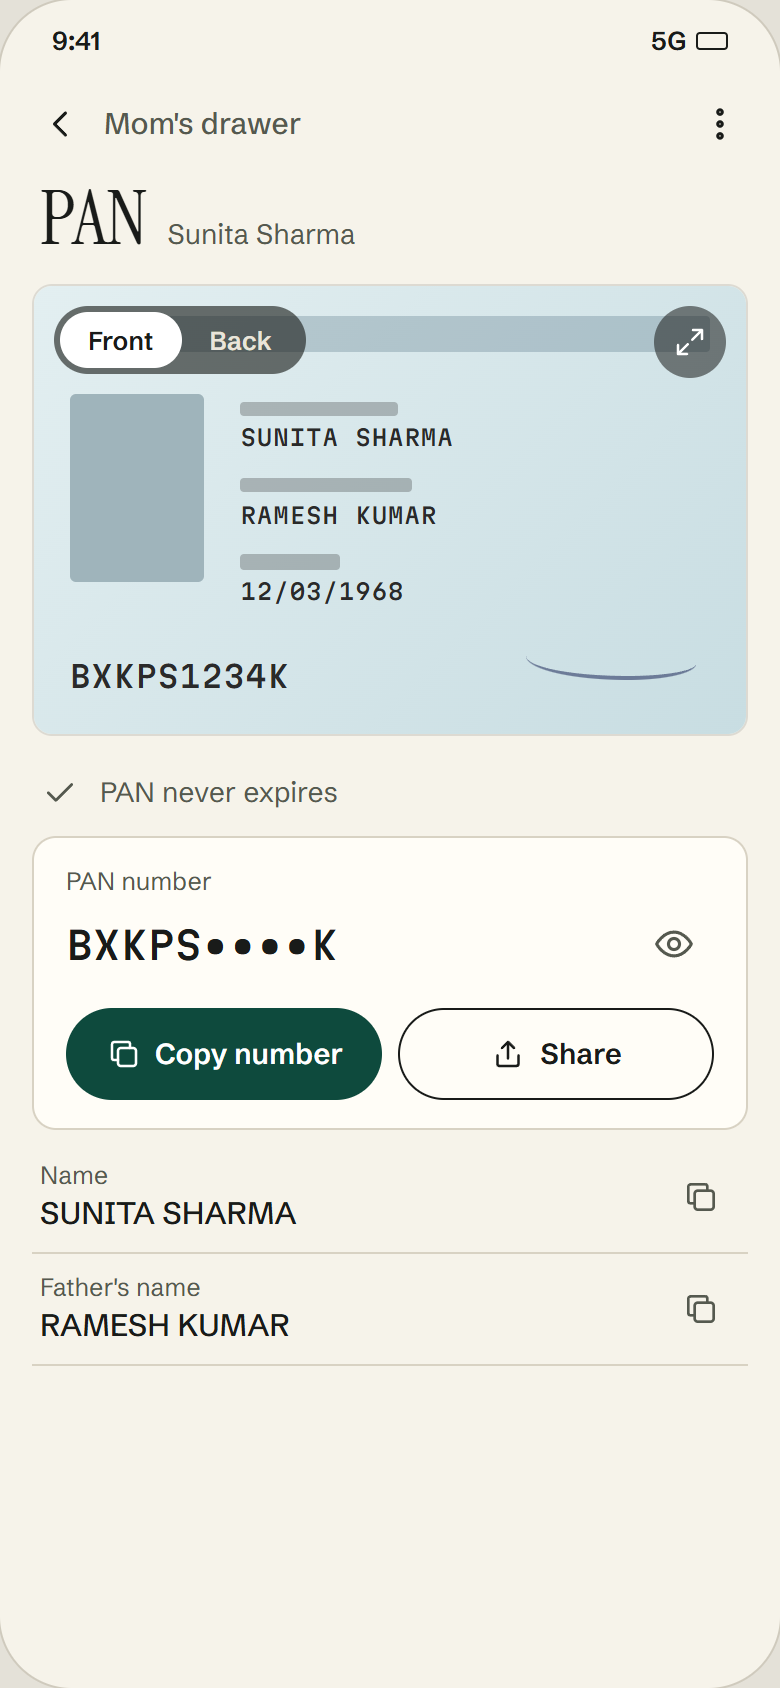 9:41 5G
Mom's drawer
PAN Sunita Sharma
Front Back
SUNITA SHARMA
RAMESH KUMAR
12/03/1968
BXKPS1234K
PAN never expires
PAN number
BXKPS••••K
Copy number Share
Name
SUNITA SHARMA
Father's name
RAMESH KUMAR